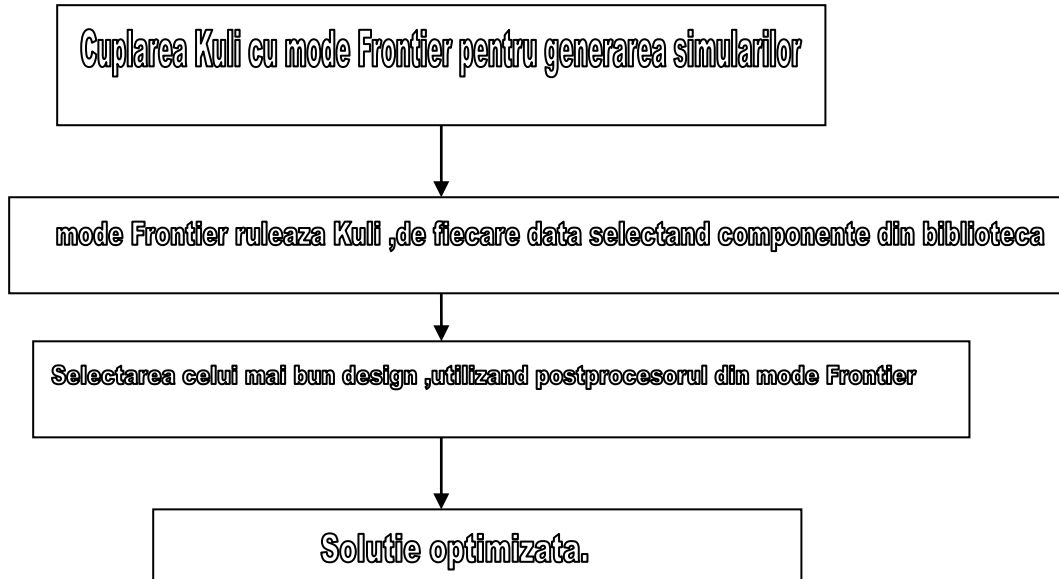 Cuplarea Kuli cu mode Frontier pentru generarea simularilor
mode Frontier ruleaza Kuli ,de fiecare data selectand componente din biblioteca
Selectarea celui mai bun design ,utilizand postprocesorul din mode Frontier
Solutie optimizata.